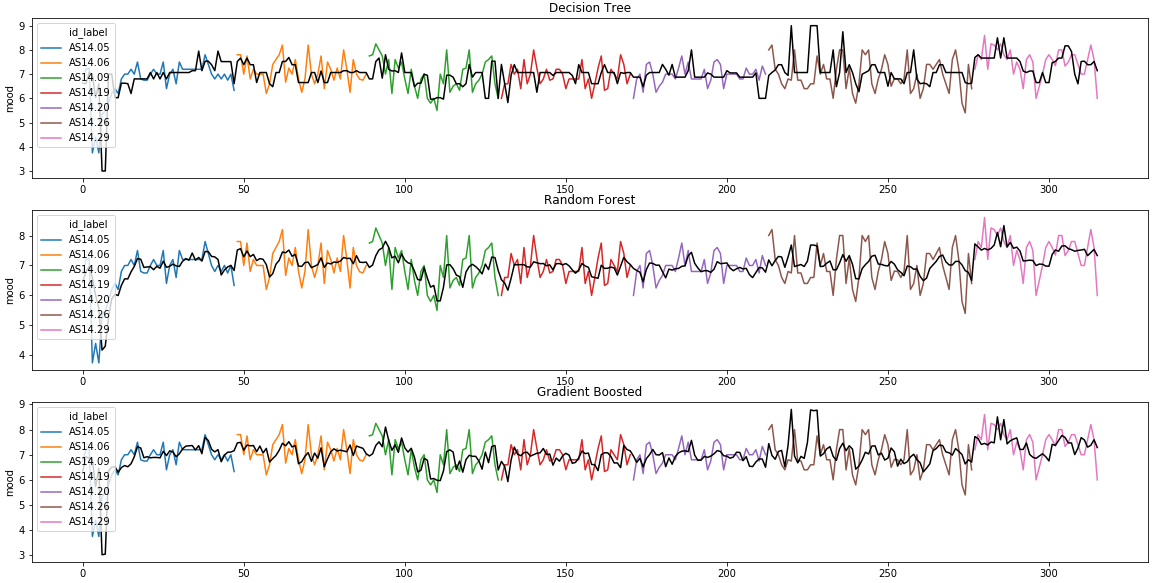 Decision Tree
9
8
7
6
5
4
3
mood
id_label
AS14.05
AS14.06
AS14.09
AS14.19
AS14.20
AS14.26
AS14.29
0 50 100 150 200 250 300
Random Forest
8
7
6
5
4
mood
id_label
AS14.05
AS14.06
AS14.09
AS14.19
AS14.20
AS14.26
AS14.29
0 50 100 150 200 250 300
Gradient Boosted
9
8
7
6
5
4
3
mood
id_label
AS14.05
AS14.06
AS14.09
AS14.19
AS14.20
AS14.26
AS14.29
0 50 100 150 200 250 300